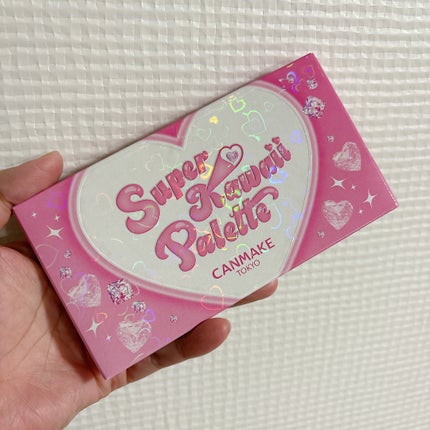 Super
Kawaii
Palette
CANMAKE
TOKYO